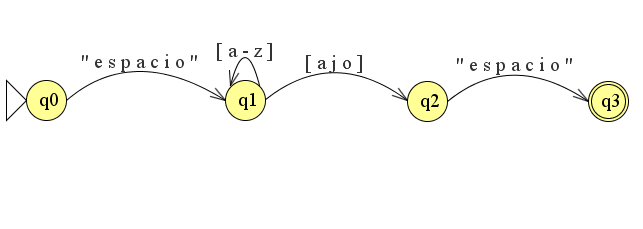 [a-z]
"espacio"
[ajo]
"espacio"
q0
q1
q2
q3